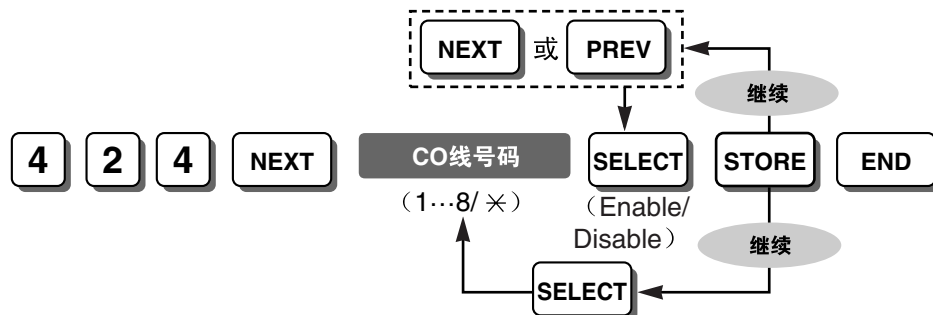 NEXT 或 PREV
继续
4 2 4 NEXT CO线号码 SELECT STORE END
(1…8/ ✳) (Enable/
Disable)
继续
SELECT